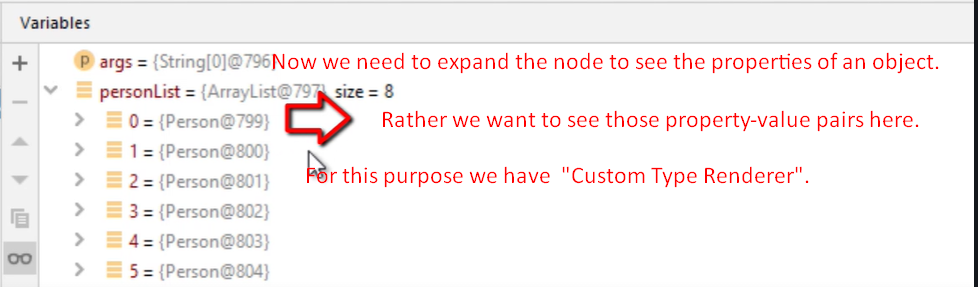 Variables
args = {String[0]@796} Now we need to expand the node to see the properties of an object.
personList = {ArrayList@797} size = 8
0 = {Person@799} Rather we want to see those property-value pairs here.
1 = {Person@800}
2 = {Person@801} For this purpose we have "Custom Type Renderer".
3 = {Person@802}
4 = {Person@803}
5 = {Person@804}